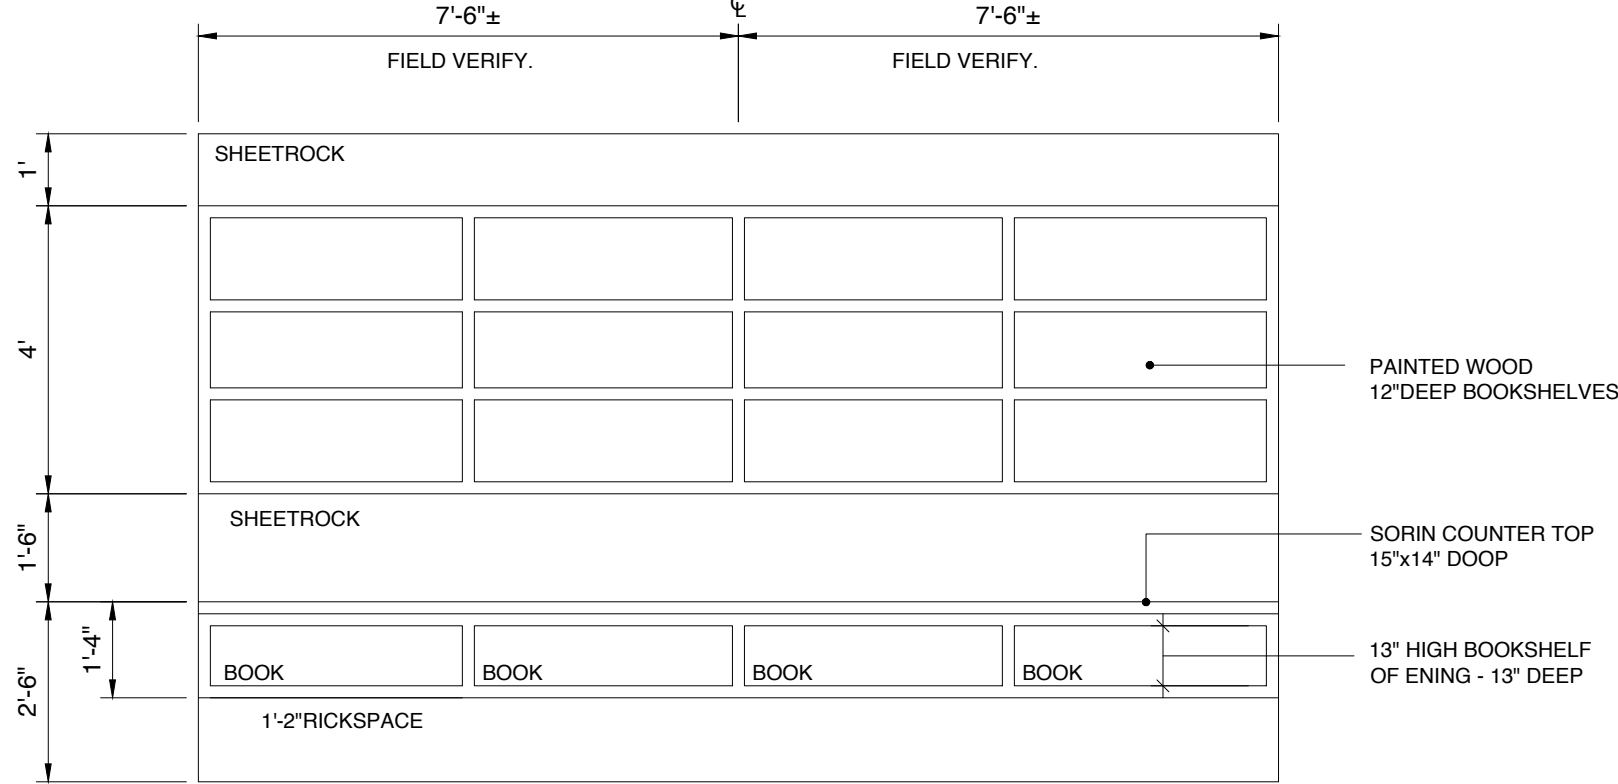 7'-6"±
℄
7'-6"±
FIELD VERIFY.
FIELD VERIFY.
1'
SHEETROCK
4'
PAINTED WOOD
12"DEEP BOOKSHELVES
1'-6"
SHEETROCK
SORIN COUNTER TOP
15"x14" DOOP
2'-6"
1'-4"
BOOK
BOOK
BOOK
BOOK
13" HIGH BOOKSHELF
OF ENING - 13" DEEP
1'-2"RICKSPACE